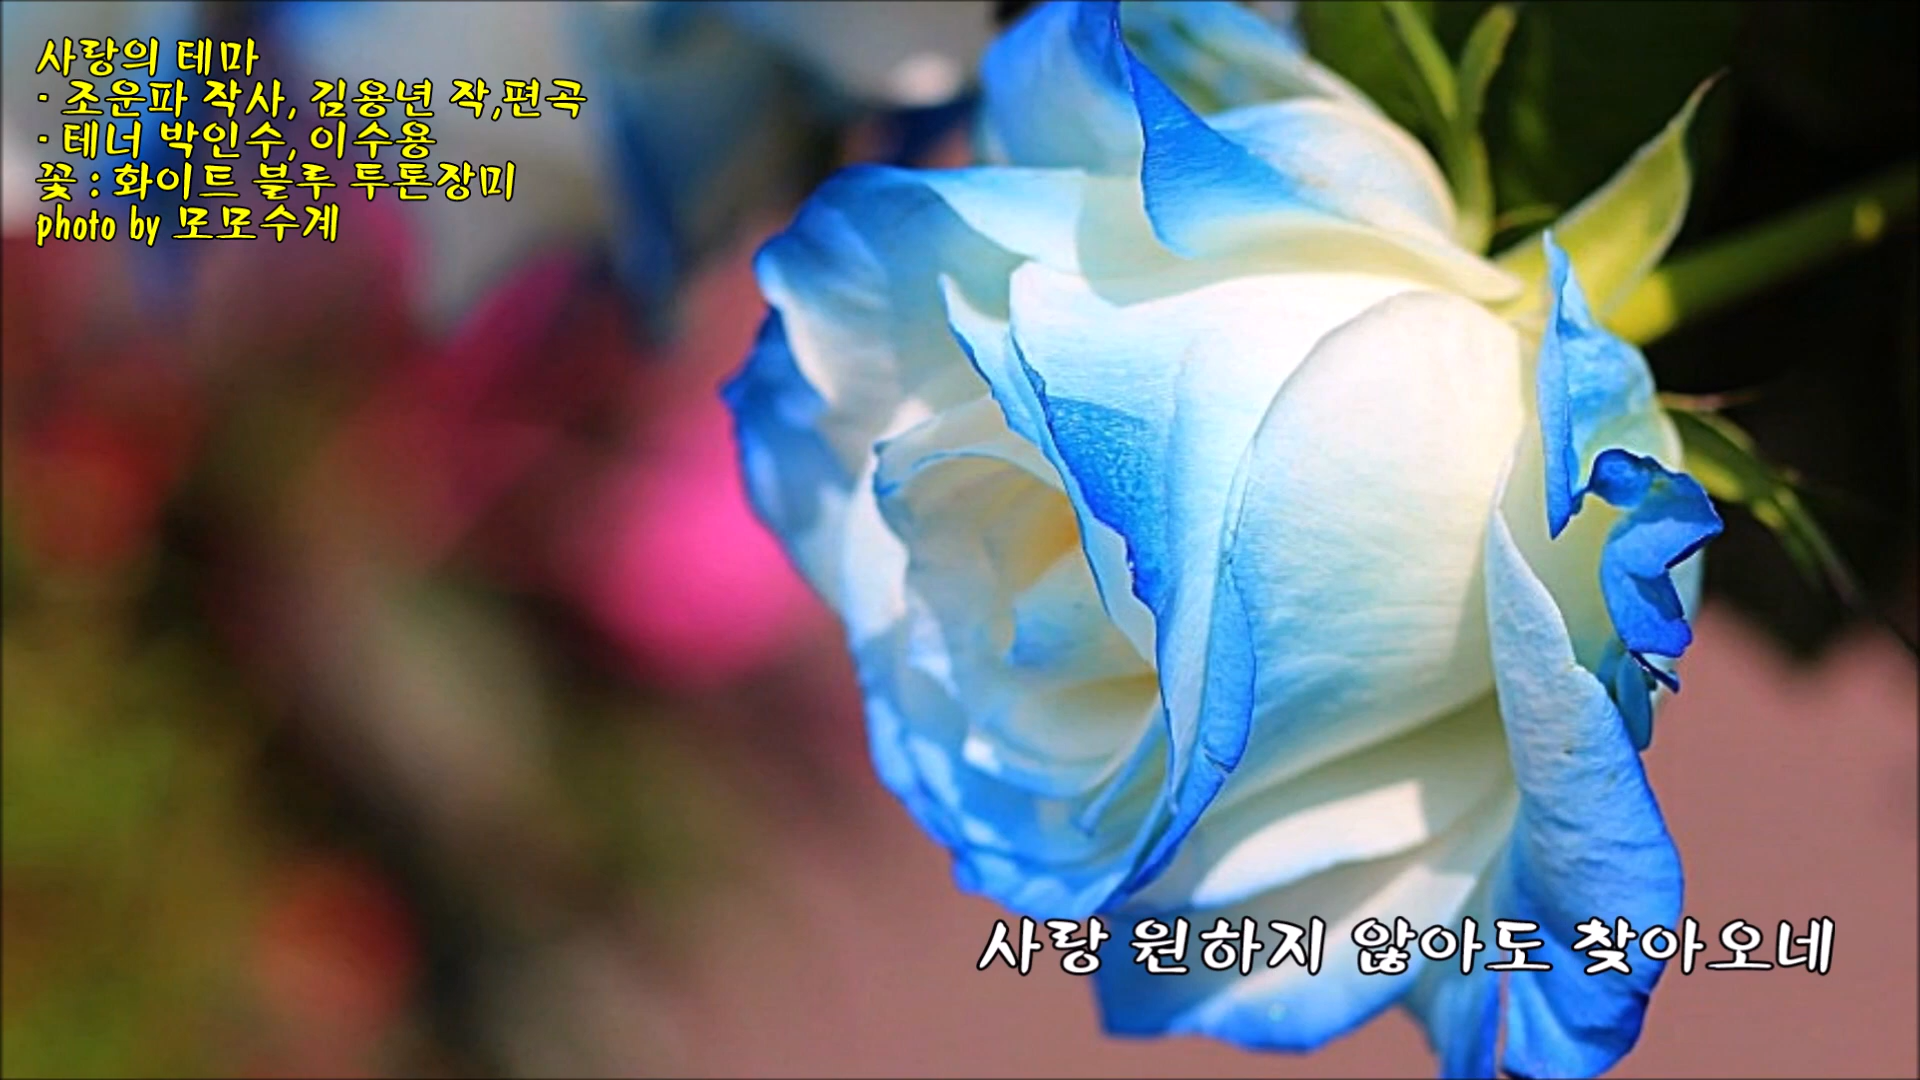 사랑의 테마
· 조운파 작사, 김용년 작,편곡
· 테너 박인수, 이수용
꽃 : 화이트 블루 투톤장미
photo by 모모수계
사랑 원하지 않아도 찾아오네